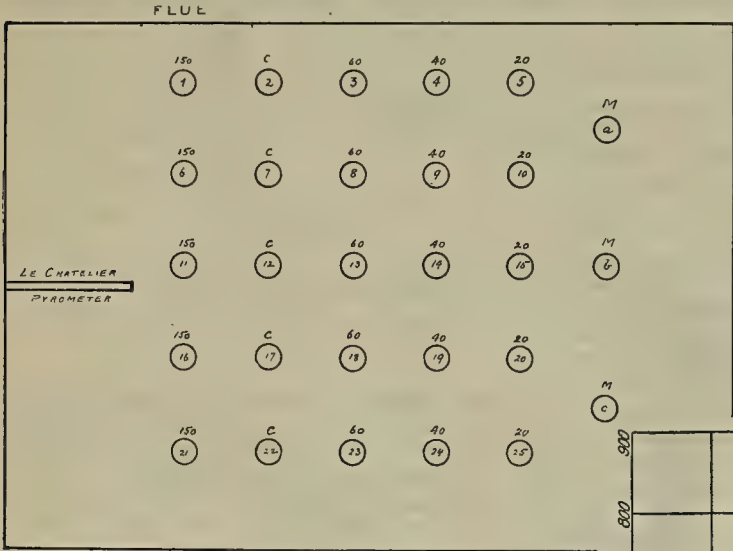 FLUE
150 C 60 40 20
1 2 3 4 5
M
a
150 C 60 40 20
6 7 8 9 10
150 C 60 40 20 M
11 12 13 14 15 b
LE CHATELIER
PYROMETER
150 C 60 40 20
16 17 18 19 20
M
c
150 C 60 40 20
21 22 23 24 25
900
800